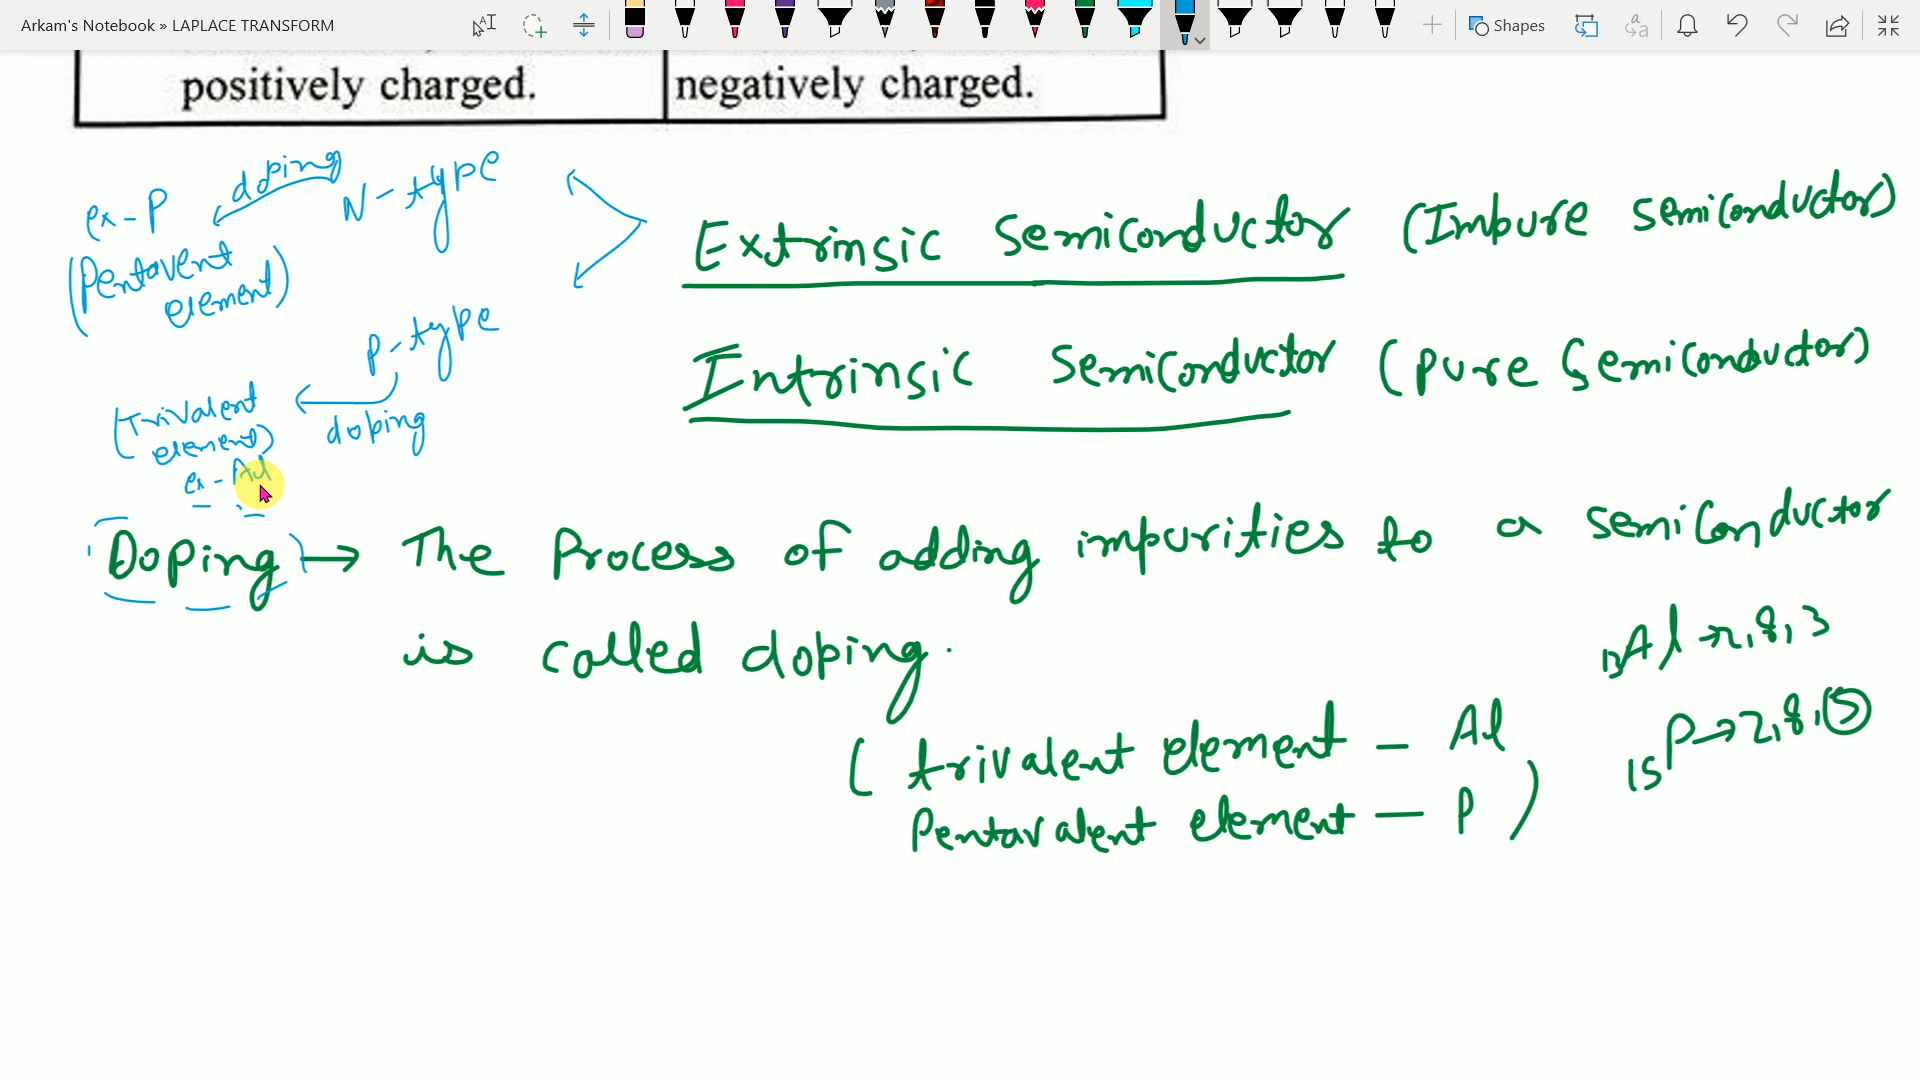 Arkam's Notebook » LAPLACE TRANSFORM
Shapes
positively charged.
negatively charged.
ex - P
doping
N - type
(Pentavent
element)
Extrinsic Semiconductor (Impure Semiconductor)
P - type
Intrinsic Semiconductor (Pure Semiconductor)
(Trivalent
element)
doping
ex - Al
Doping → The Process of adding impurities to a semiconductor
is called doping.
13Al → 2,8,3
(trivalent element - Al
15P → 2,8,5
Pentavalent element - P)